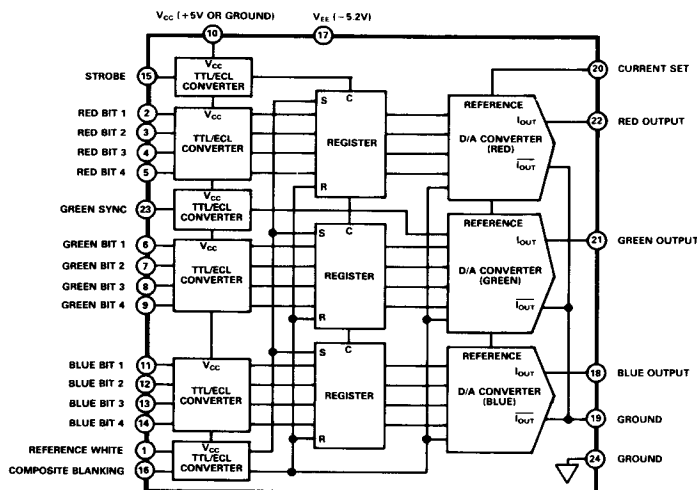 VCC (+5V OR GROUND)
VEE (−5.2V)
10
17
STROBE 15
VCC
TTL/ECL
CONVERTER
20 CURRENT SET
RED BIT 1 2
RED BIT 2 3
RED BIT 3 4
RED BIT 4 5
VCC
TTL/ECL
CONVERTER
S
C
REGISTER
R
REFERENCE
IOUT
D/A CONVERTER
(RED)
IOUT
22 RED OUTPUT
GREEN SYNC 23
VCC
TTL/ECL
CONVERTER
GREEN BIT 1 6
GREEN BIT 2 7
GREEN BIT 3 8
GREEN BIT 4 9
VCC
TTL/ECL
CONVERTER
S
C
REGISTER
R
REFERENCE
IOUT
D/A CONVERTER
(GREEN)
IOUT
21 GREEN OUTPUT
BLUE BIT 1 11
BLUE BIT 2 12
BLUE BIT 3 13
BLUE BIT 4 14
VCC
TTL/ECL
CONVERTER
S
C
REGISTER
R
REFERENCE
IOUT
D/A CONVERTER
(BLUE)
IOUT
18 BLUE OUTPUT
19 GROUND
REFERENCE WHITE 1
COMPOSITE BLANKING 16
VCC
TTL/ECL
CONVERTER
24 GROUND